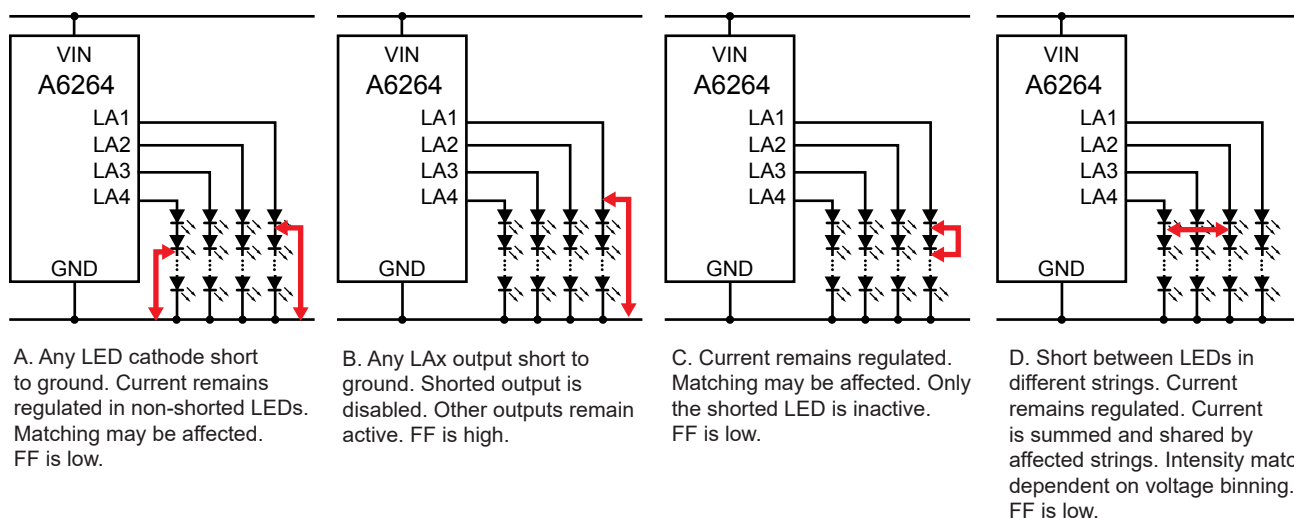 VIN
A6264
LA1
LA2
LA3
LA4
GND
A. Any LED cathode short
to ground. Current remains
regulated in non-shorted LEDs.
Matching may be affected.
FF is low.
VIN
A6264
LA1
LA2
LA3
LA4
GND
B. Any LAx output short to
ground. Shorted output is
disabled. Other outputs remain
active. FF is high.
VIN
A6264
LA1
LA2
LA3
LA4
GND
C. Current remains regulated.
Matching may be affected. Only
the shorted LED is inactive.
FF is low.
VIN
A6264
LA1
LA2
LA3
LA4
GND
D. Short between LEDs in
different strings. Current
remains regulated. Current
is summed and shared by
affected strings. Intensity matc
dependent on voltage binning.
FF is low.